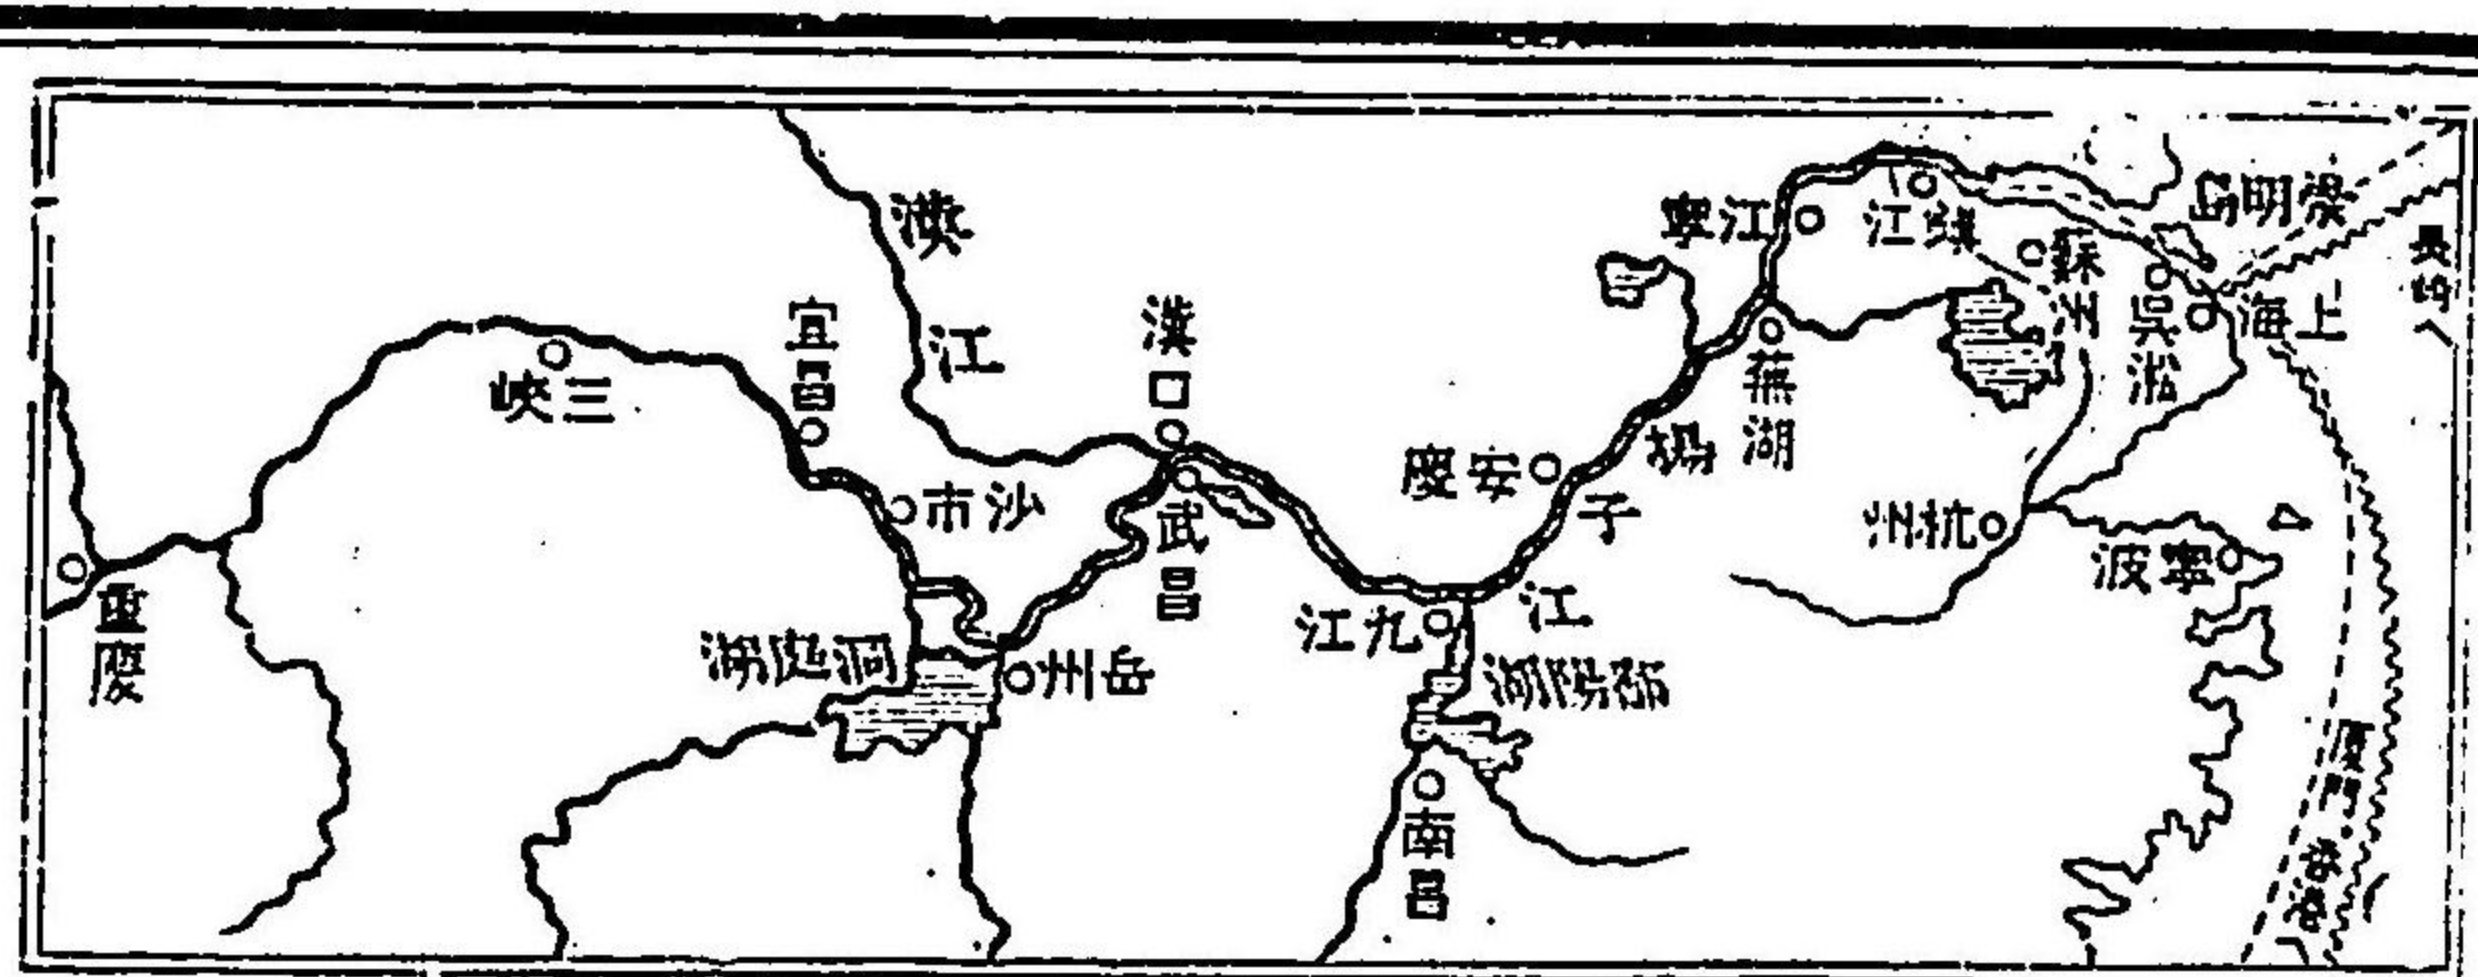 長崎へ
崇明島
上海
呉淞
蘇州
鎮江
江寧
蕪湖
揚子江
安慶
杭州
寧波
厦門・香港へ
九江
鄱陽湖
南昌
漢江
漢口
武昌
岳州
洞庭湖
沙市
宜昌
三峡
重慶